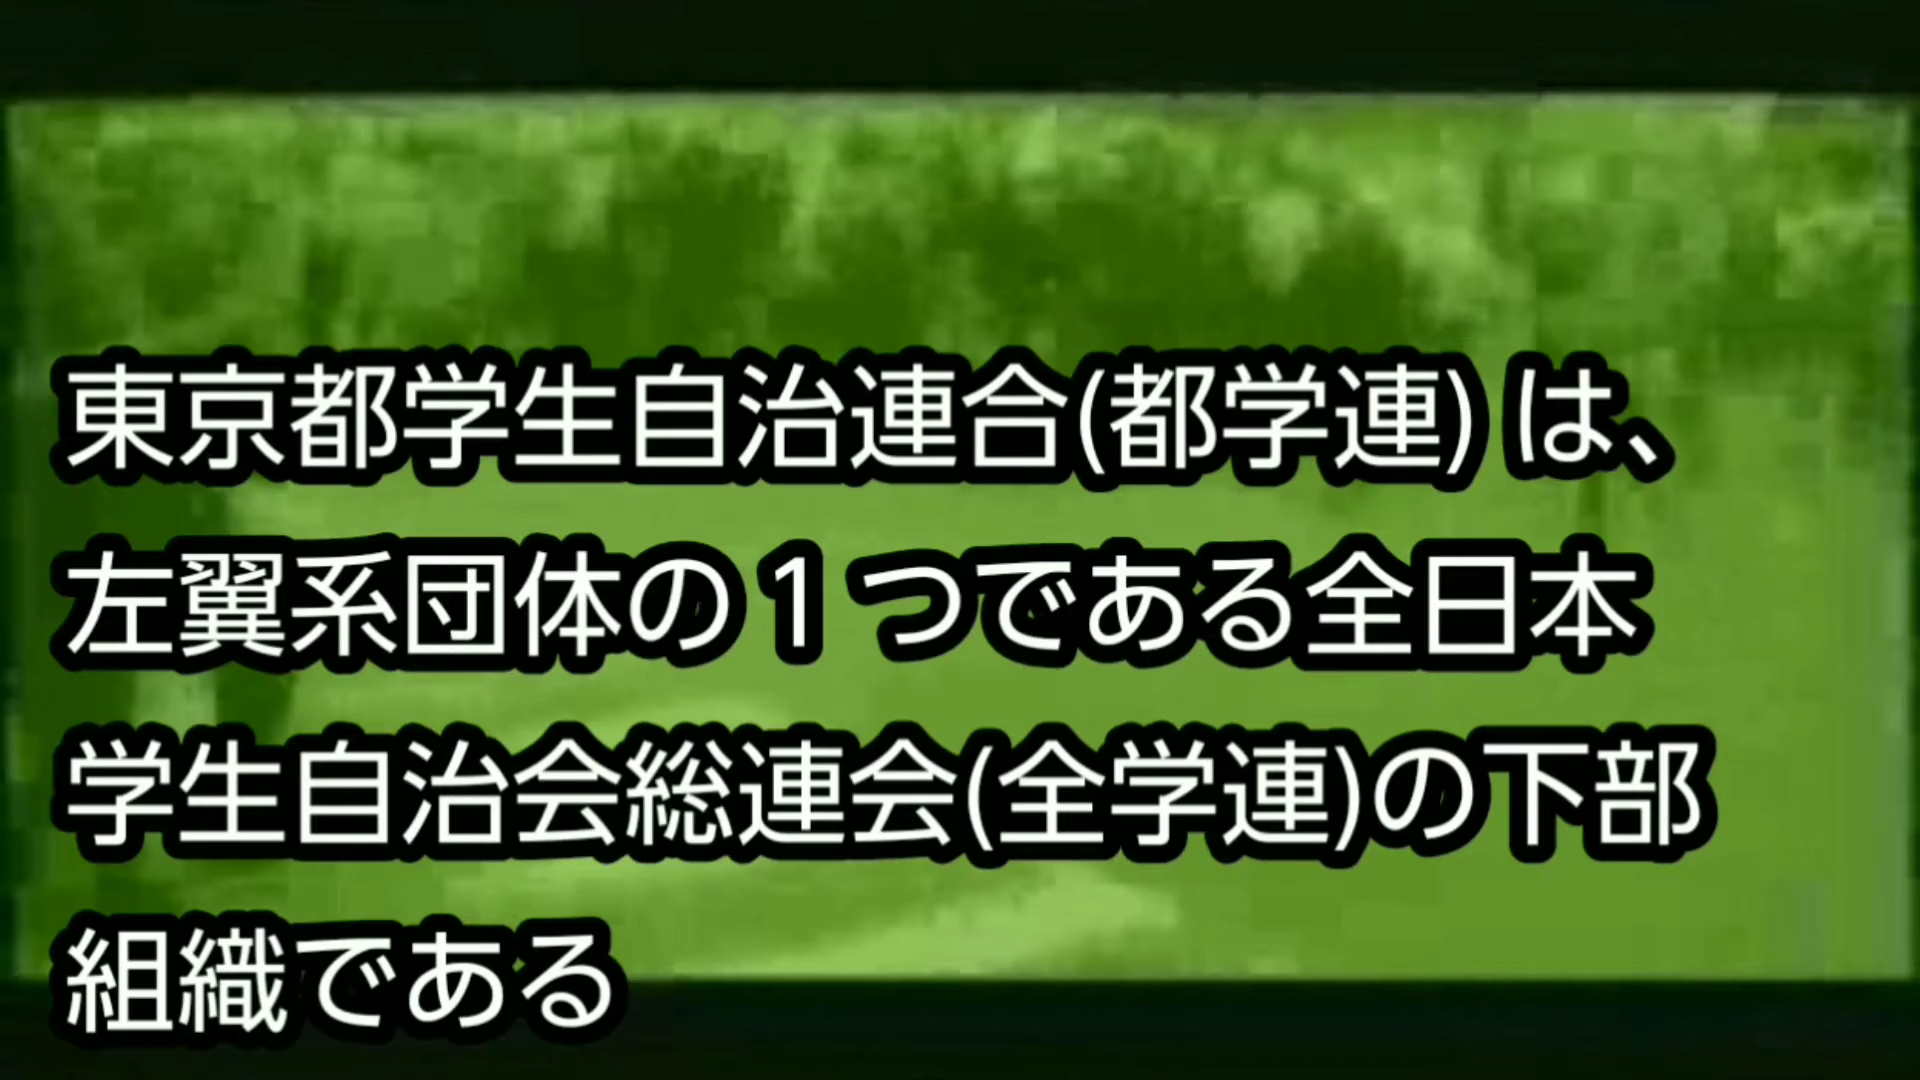 東京都学生自治連合(都学連) は、
左翼系団体の１つである全日本
学生自治会総連会(全学連)の下部
組織である